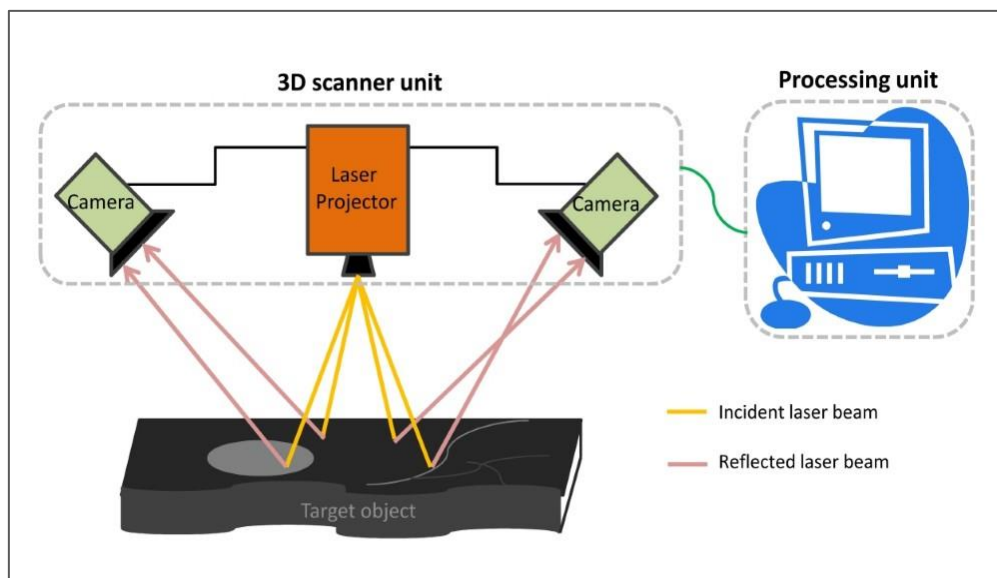 3D scanner unit
Processing unit
Camera
Laser
Projector
Camera
Incident laser beam
Reflected laser beam
Target object